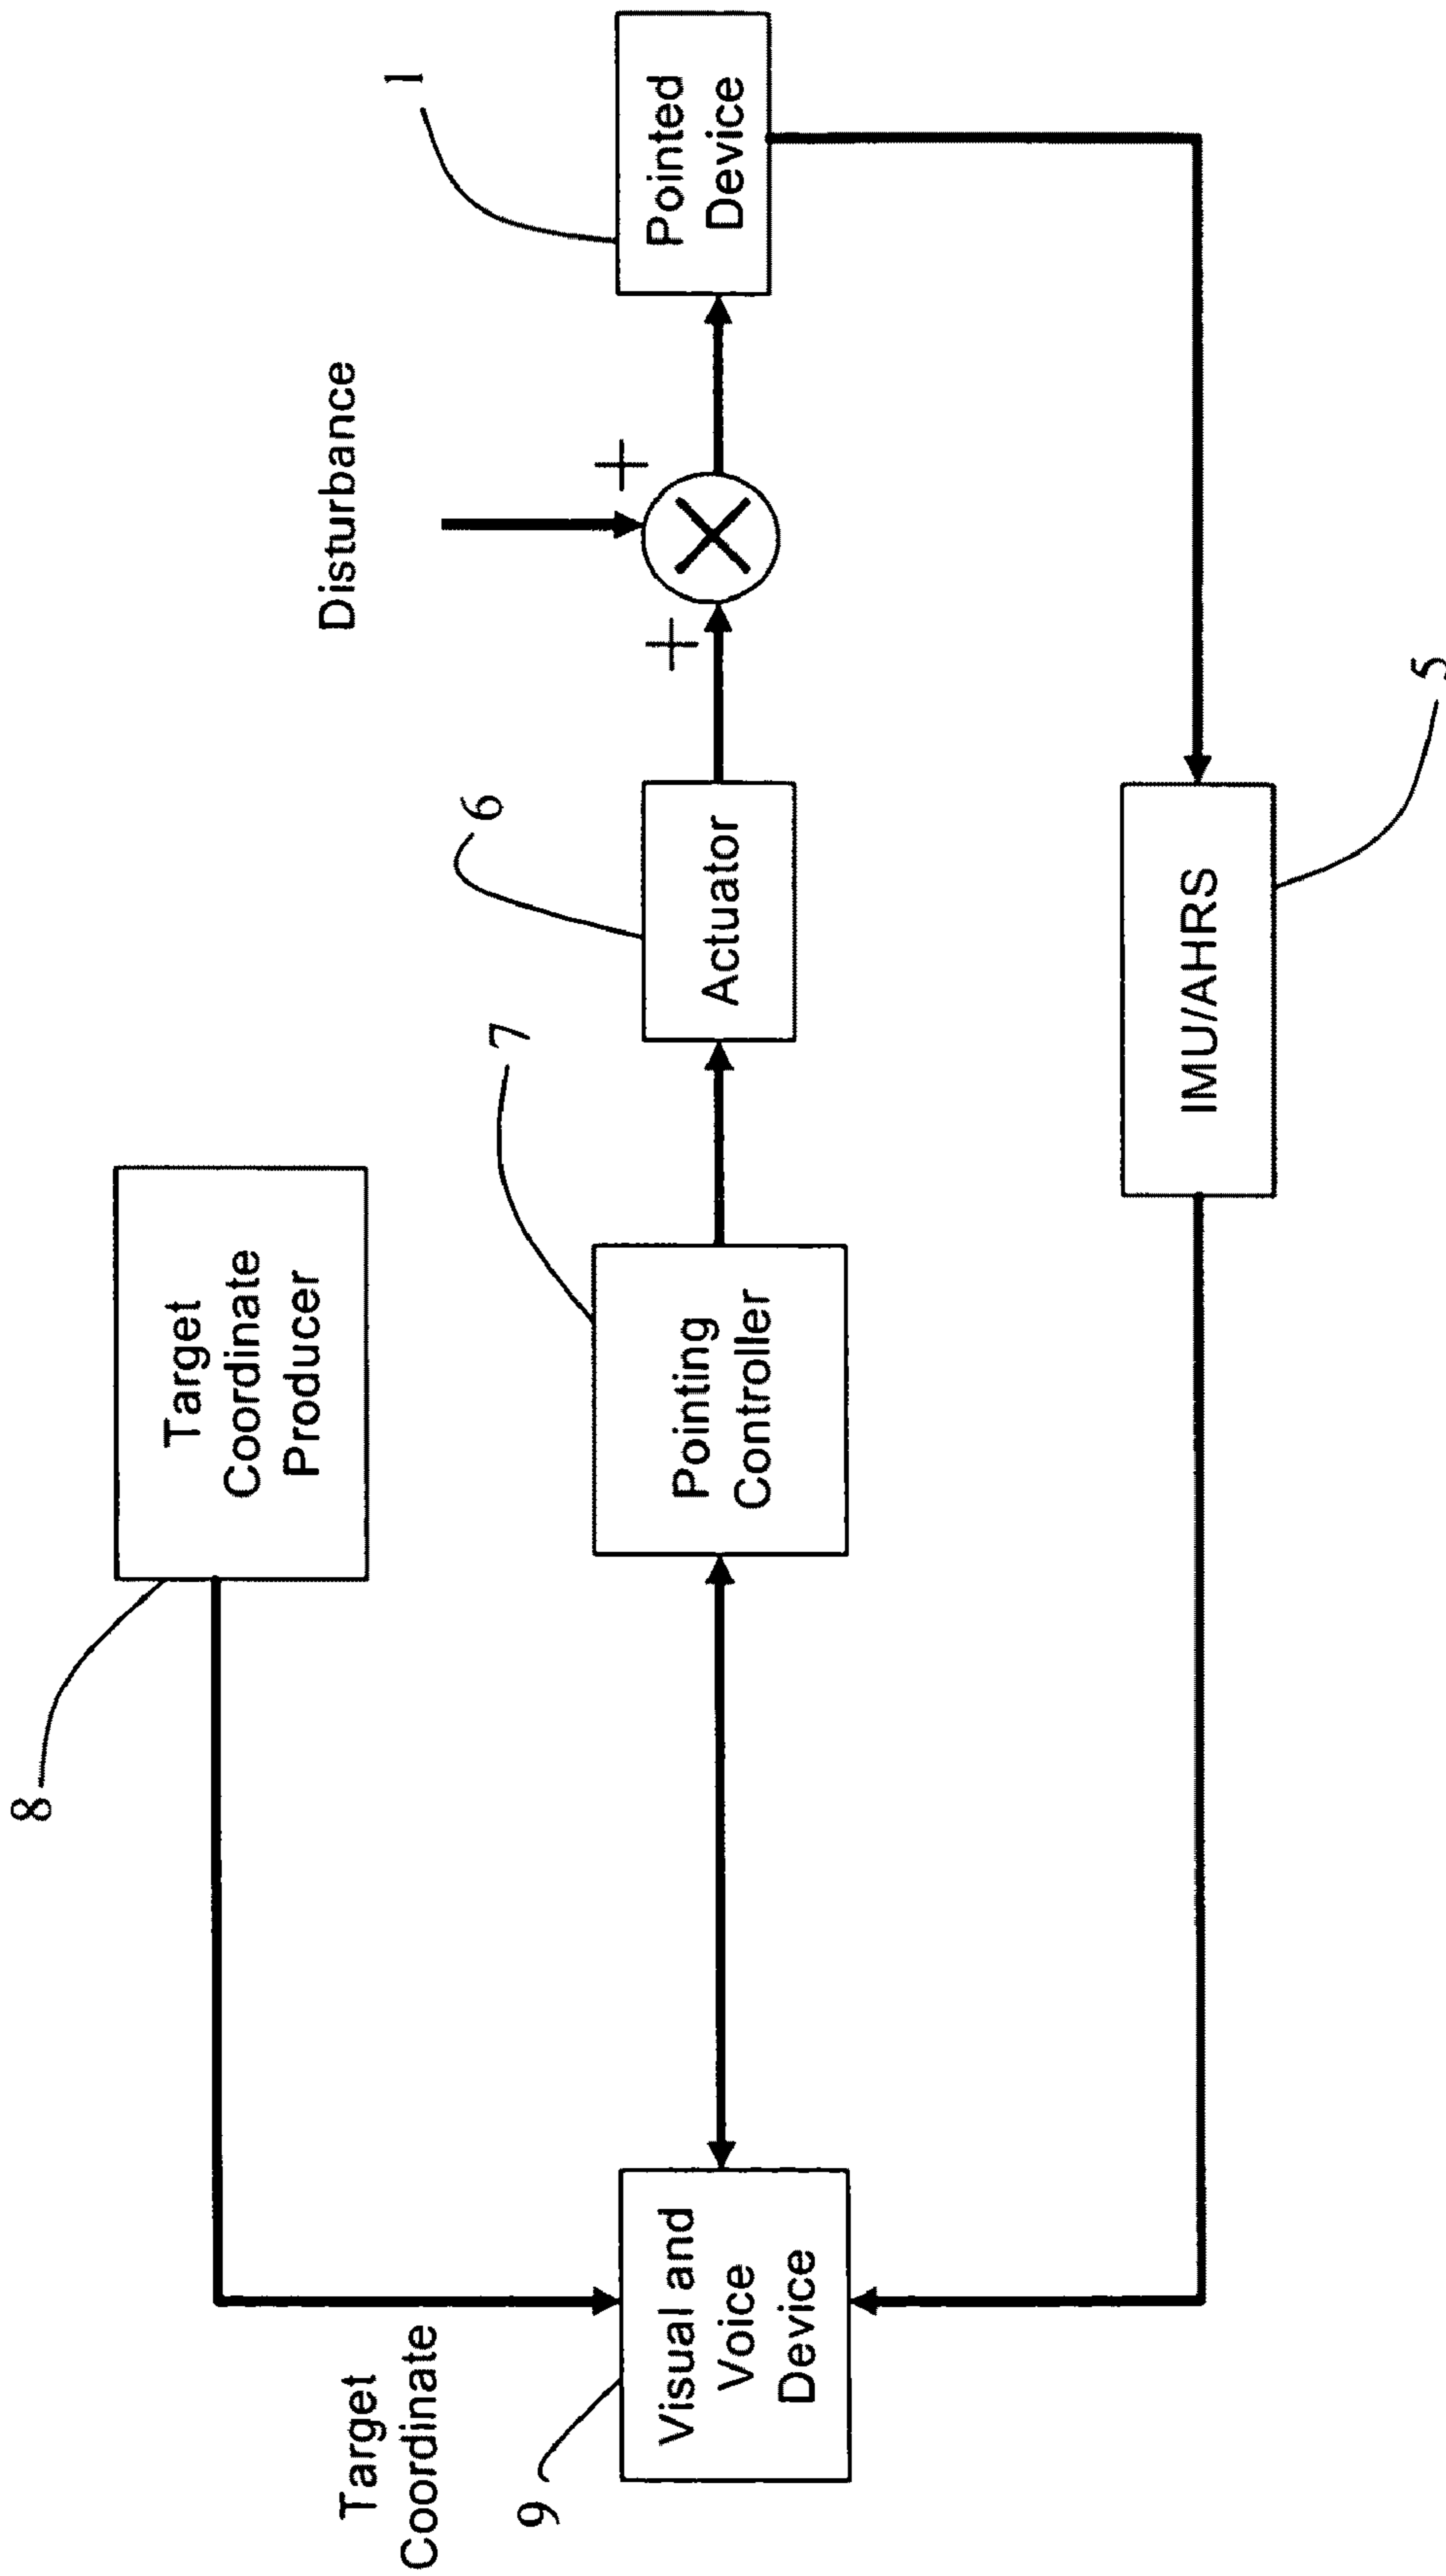 8
Target
Coordinate
Producer
Target
Coordinate
Disturbance
1
9
Visual and
Voice
Device
7
Pointing
Controller
6
Actuator
+
+
Pointed
Device
IMU/AHRS
5